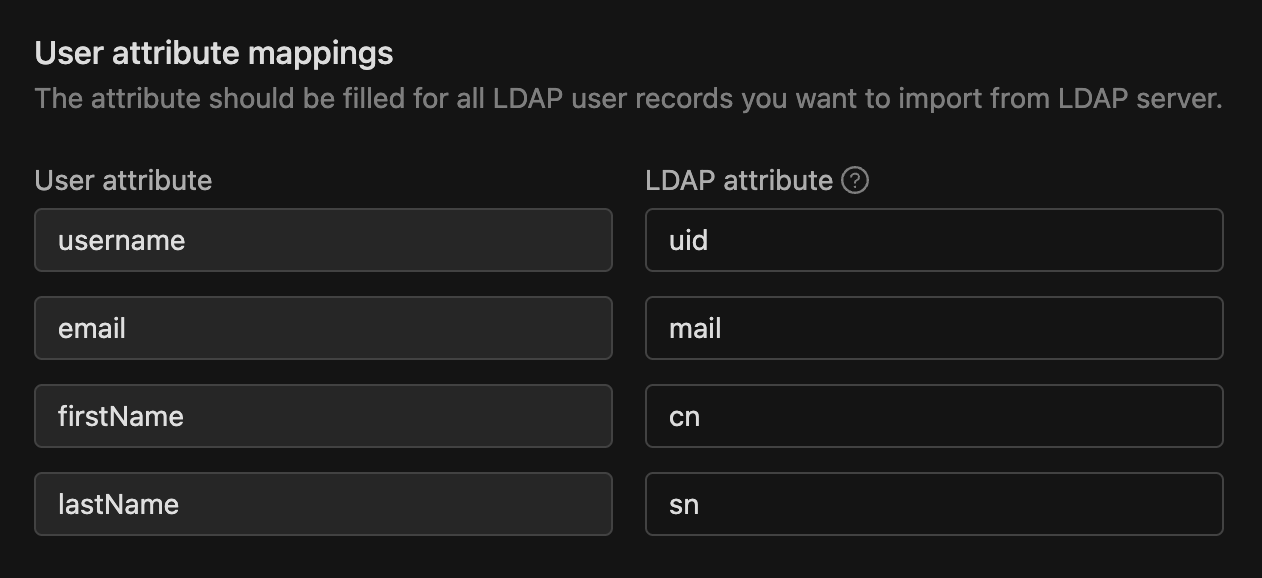 User attribute mappings
The attribute should be filled for all LDAP user records you want to import from LDAP server.
User attribute LDAP attribute ?
username uid
email mail
firstName cn
lastName sn